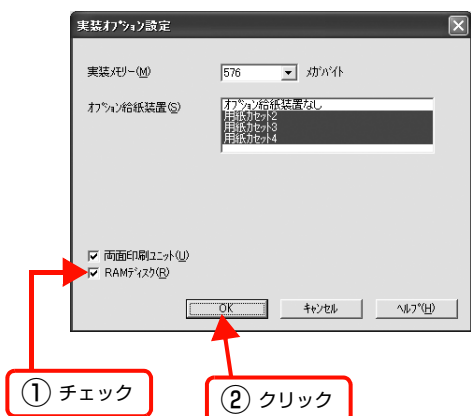 実装ｵﾌﾟｼｮﾝ設定
実装ﾒﾓﾘｰ(M)
576
ﾒｶﾞﾊﾞｲﾄ
ｵﾌﾟｼｮﾝ給紙装置(S)
ｵﾌﾟｼｮﾝ給紙装置なし
用紙ｶｾｯﾄ2
用紙ｶｾｯﾄ3
用紙ｶｾｯﾄ4
両面印刷ﾕﾆｯﾄ(U)
RAMﾃﾞｨｽｸ(R)
OK
ｷｬﾝｾﾙ
ﾍﾙﾌﾟ(H)
① チェック
② クリック